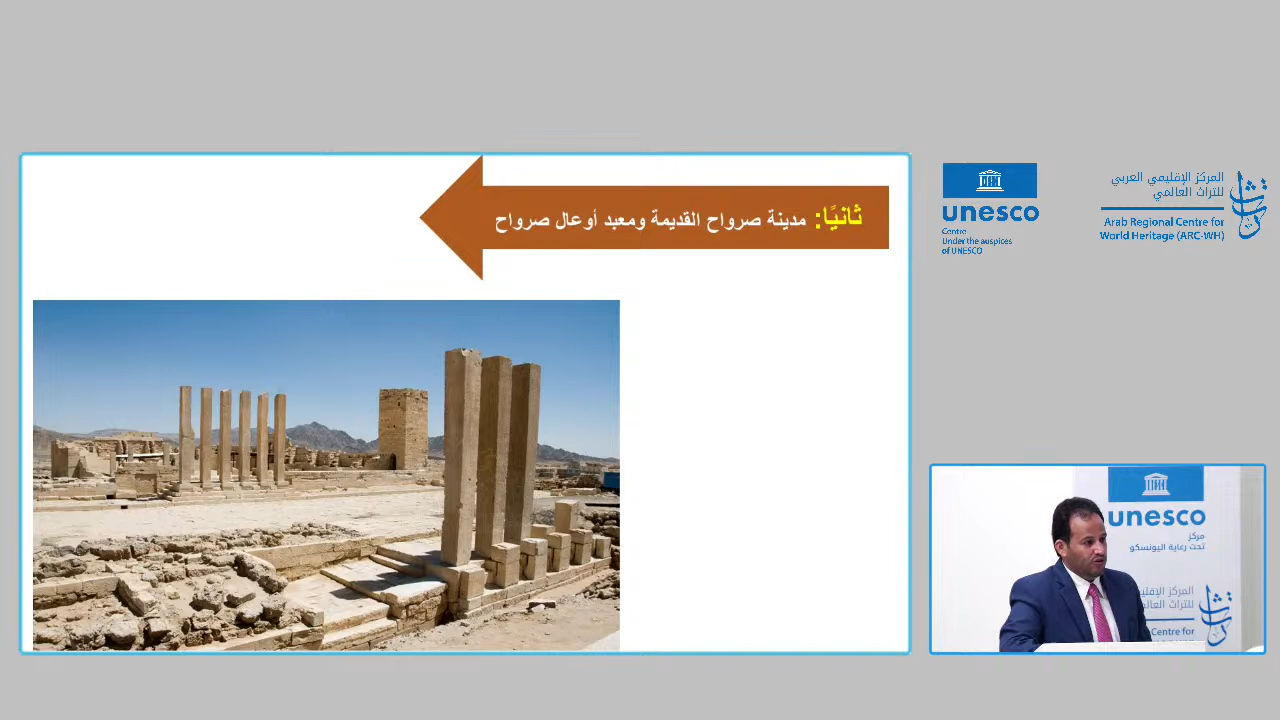 ثانيًا: مدينة صرواح القديمة ومعبد أوعال صرواح
unesco
Centre
Under the auspices
of UNESCO
المركز الإقليمي العربي
للتراث العالمي
Arab Regional Centre for
World Heritage (ARC-WH)
unesco
مركز
تحت رعاية اليونسكو
المركز الإقليمي
للتراث العالمي
Centre for